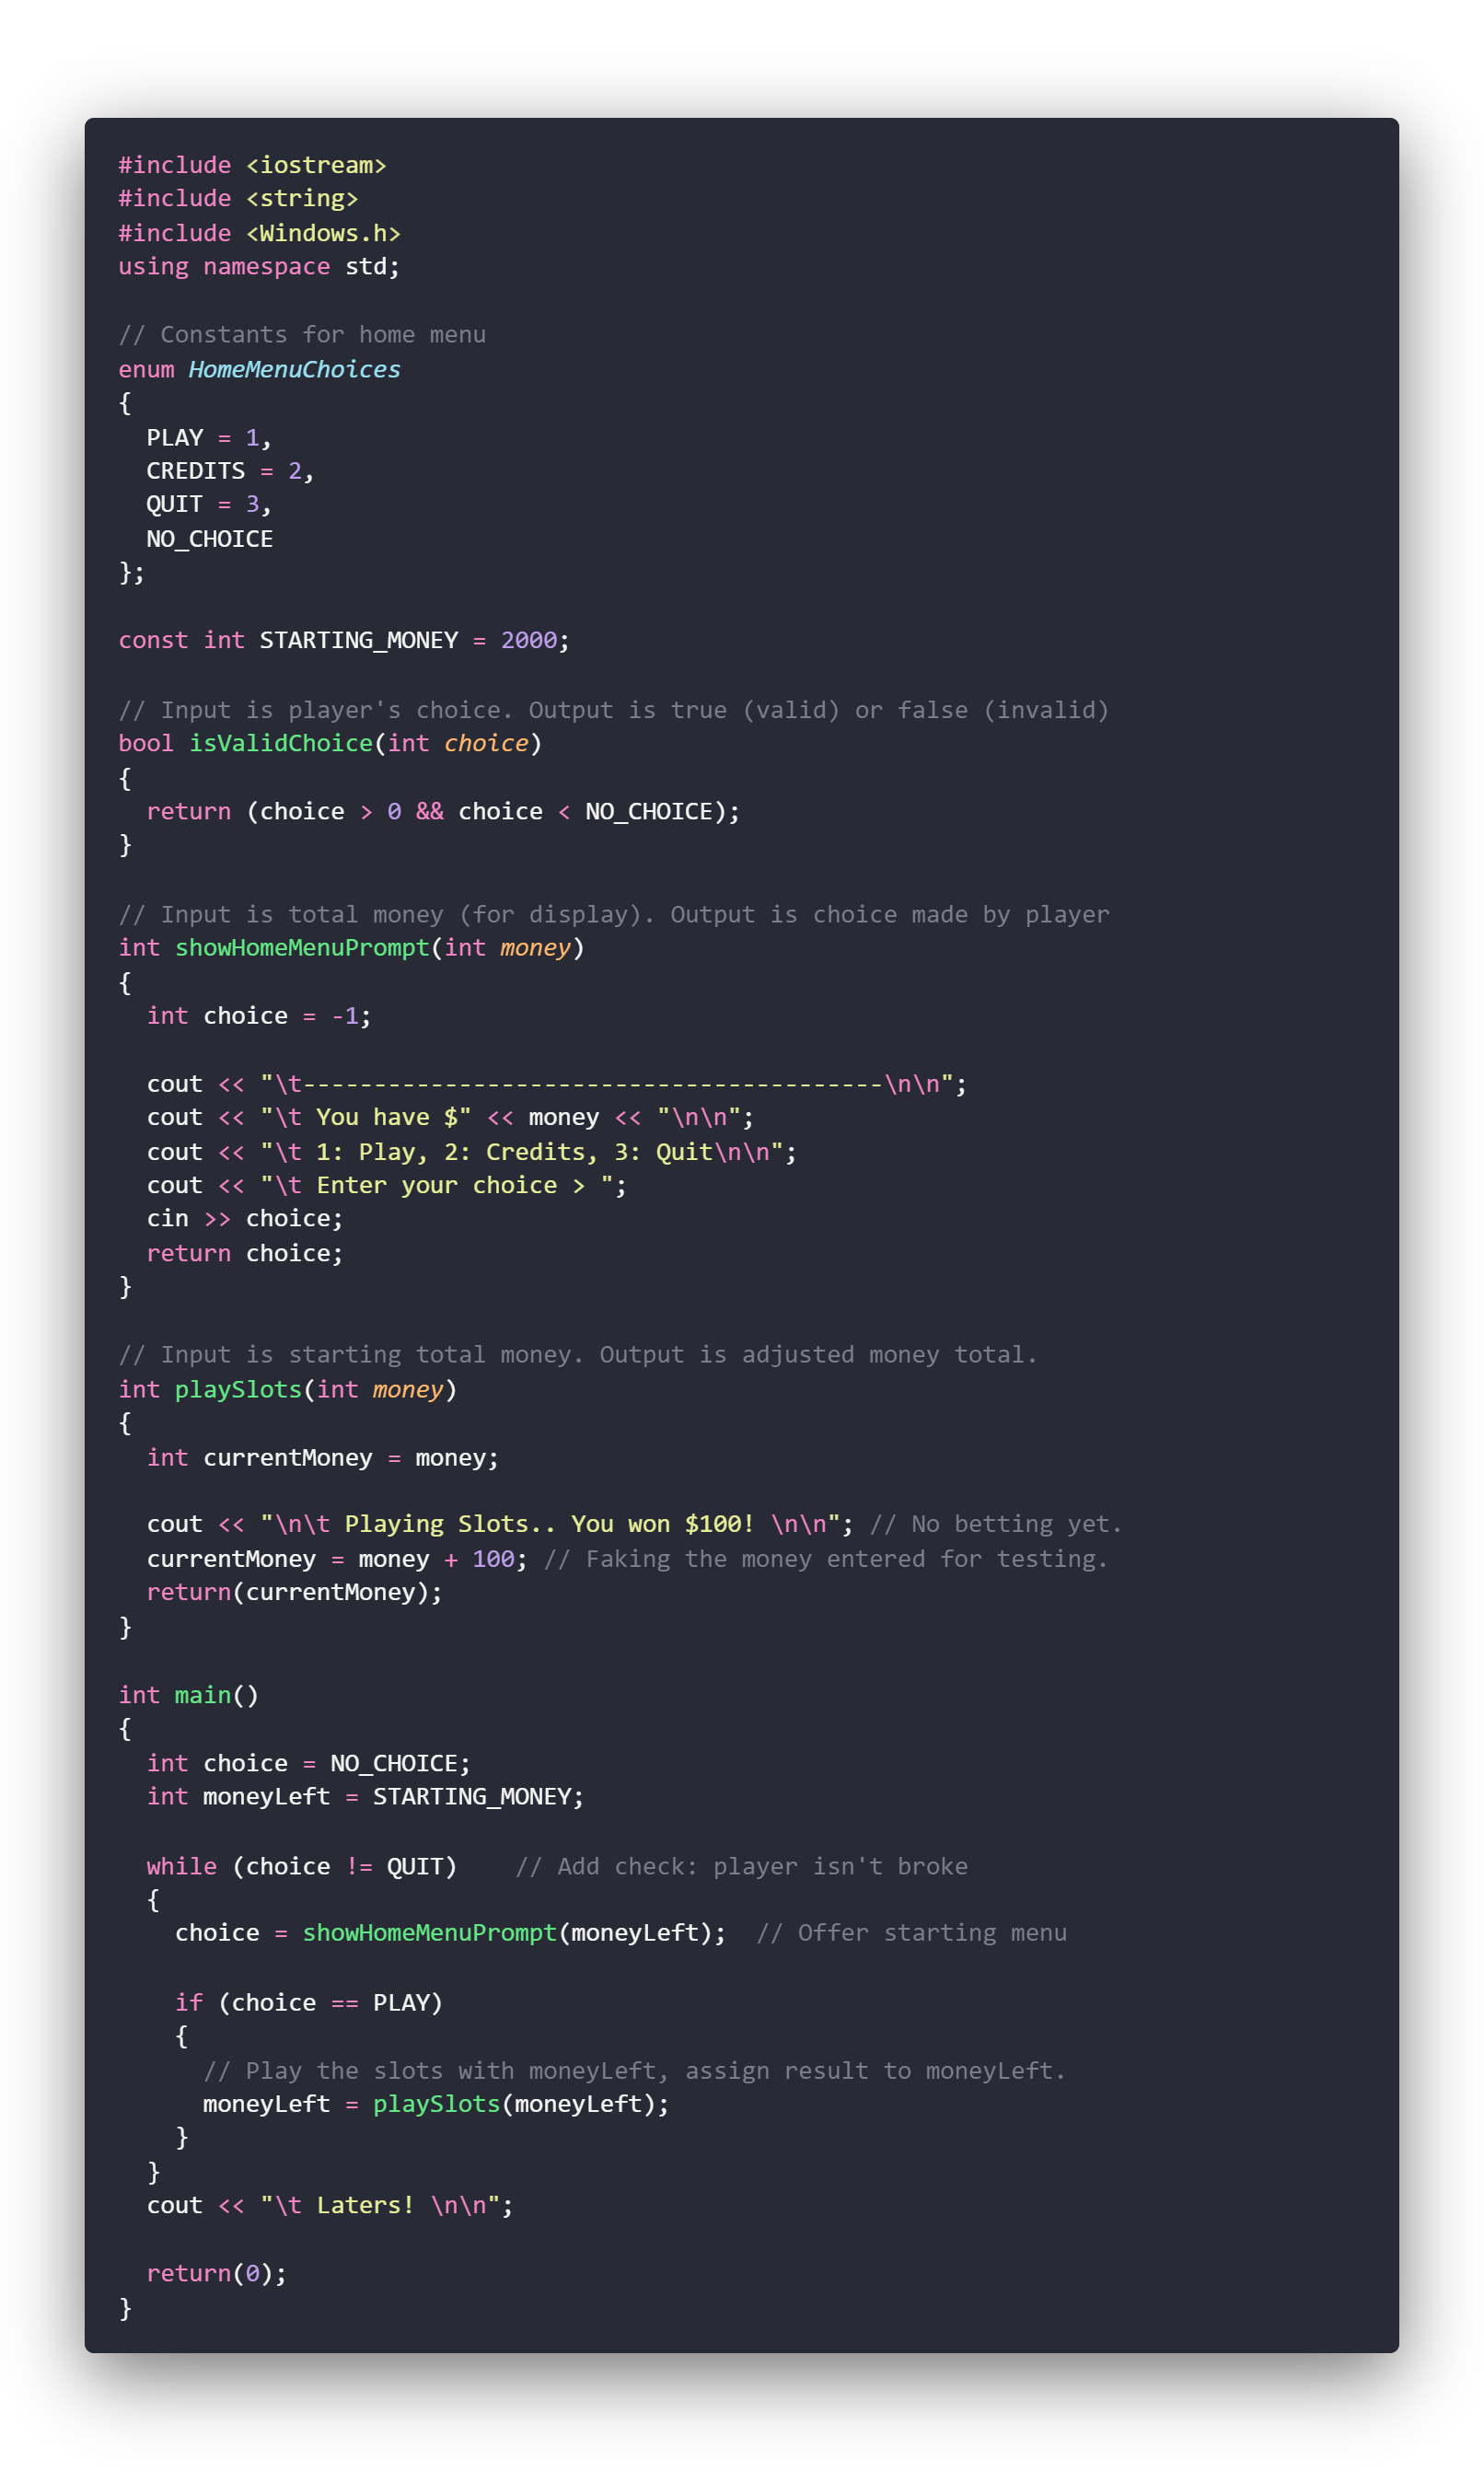 #include <iostream>
#include <string>
#include <Windows.h>
using namespace std;

// Constants for home menu
enum HomeMenuChoices
{
  PLAY = 1,
  CREDITS = 2,
  QUIT = 3,
  NO_CHOICE
};

const int STARTING_MONEY = 2000;

// Input is player's choice. Output is true (valid) or false (invalid)
bool isValidChoice(int choice)
{
  return (choice > 0 && choice < NO_CHOICE);
}

// Input is total money (for display). Output is choice made by player
int showHomeMenuPrompt(int money)
{
  int choice = -1;

  cout << "\t-----------------------------------------\n\n";
  cout << "\t You have $" << money << "\n\n";
  cout << "\t 1: Play, 2: Credits, 3: Quit\n\n";
  cout << "\t Enter your choice > ";
  cin >> choice;
  return choice;
}

// Input is starting total money. Output is adjusted money total.
int playSlots(int money)
{
  int currentMoney = money;

  cout << "\n\t Playing Slots.. You won $100! \n\n"; // No betting yet.
  currentMoney = money + 100; // Faking the money entered for testing.
  return(currentMoney);
}

int main()
{
  int choice = NO_CHOICE;
  int moneyLeft = STARTING_MONEY;

  while (choice != QUIT)    // Add check: player isn't broke
  {
    choice = showHomeMenuPrompt(moneyLeft);  // Offer starting menu

    if (choice == PLAY)
    {
      // Play the slots with moneyLeft, assign result to moneyLeft.
      moneyLeft = playSlots(moneyLeft);
    }
  }
  cout << "\t Laters! \n\n";

  return(0);
}